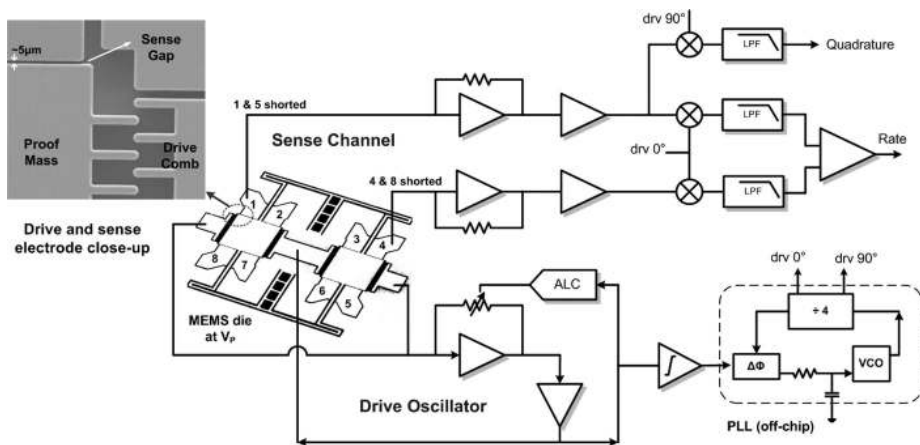 ~5µm
Sense
Gap
Proof
Mass
Drive
Comb
Drive and sense
electrode close-up
1 & 5 shorted
Sense Channel
4 & 8 shorted
drv 90°
LPF
Quadrature
LPF
drv 0°
Rate
LPF
1
2
3
4
8
7
6
5
MEMS die
at VP
ALC
Drive Oscillator
drv 0°
drv 90°
÷ 4
ΔΦ
VCO
PLL (off-chip)